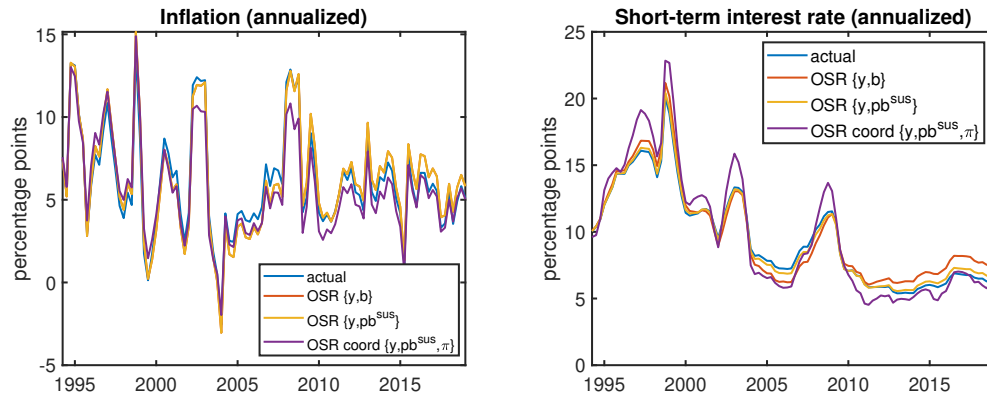 Inflation (annualized)
percentage points
15
10
5
0
-5
1995 2000 2005 2010 2015
actual
OSR {y,b}
OSR {y,pb^sus}
OSR coord {y,pb^sus,π}
Short-term interest rate (annualized)
percentage points
25
20
15
10
5
0
1995 2000 2005 2010 2015
actual
OSR {y,b}
OSR {y,pb^sus}
OSR coord {y,pb^sus,π}